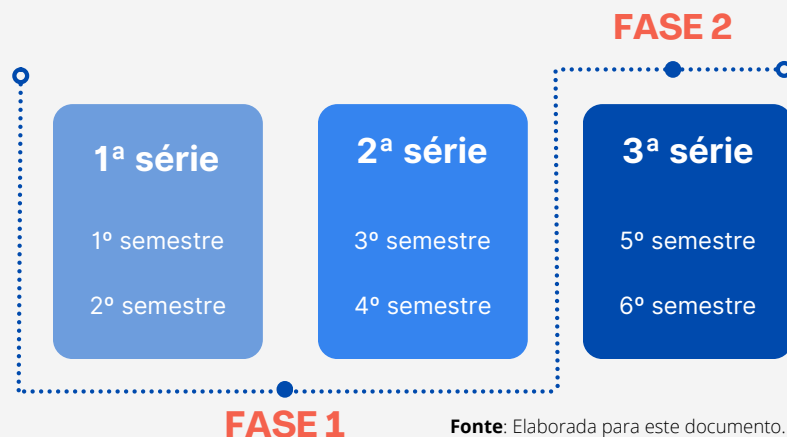 FASE 2
1ª série
1º semestre
2º semestre
2ª série
3º semestre
4º semestre
3ª série
5º semestre
6º semestre
FASE 1
Fonte: Elaborada para este documento.